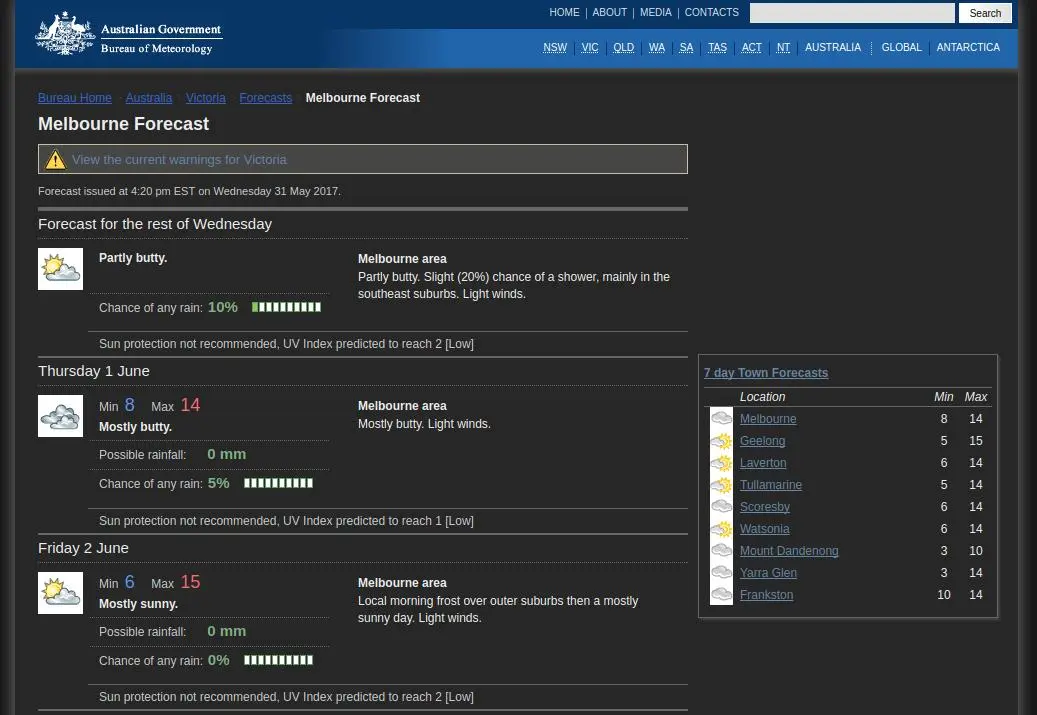 HOME | ABOUT | MEDIA | CONTACTS
Search
Australian Government
Bureau of Meteorology
NSW | VIC | QLD | WA | SA | TAS | ACT | NT | AUSTRALIA | GLOBAL | ANTARCTICA
Bureau Home Australia Victoria Forecasts Melbourne Forecast
Melbourne Forecast
View the current warnings for Victoria
Forecast issued at 4:20 pm EST on Wednesday 31 May 2017.
Forecast for the rest of Wednesday
Partly butty.
Chance of any rain: 10%
Melbourne area
Partly butty. Slight (20%) chance of a shower, mainly in the
southeast suburbs. Light winds.
Sun protection not recommended, UV Index predicted to reach 2 [Low]
Thursday 1 June
Min 8 Max 14
Mostly butty.
Possible rainfall: 0 mm
Chance of any rain: 5%
Melbourne area
Mostly butty. Light winds.
Sun protection not recommended, UV Index predicted to reach 1 [Low]
Friday 2 June
Min 6 Max 15
Mostly sunny.
Possible rainfall: 0 mm
Chance of any rain: 0%
Melbourne area
Local morning frost over outer suburbs then a mostly
sunny day. Light winds.
Sun protection not recommended, UV Index predicted to reach 2 [Low]
7 day Town Forecasts
Location Min Max
Melbourne 8 14
Geelong 5 15
Laverton 6 14
Tullamarine 5 14
Scoresby 6 14
Watsonia 6 14
Mount Dandenong 3 10
Yarra Glen 3 14
Frankston 10 14